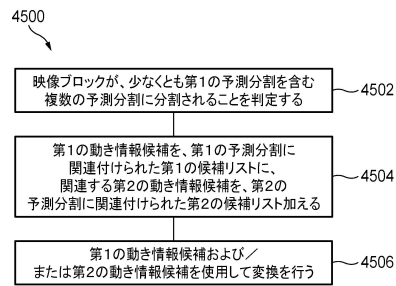 4500
映像ブロックが、少なくとも第1の予測分割を含む
複数の予測分割に分割されることを判定する
4502
第1の動き情報候補を、第1の予測分割に
関連付けられた第1の候補リストに、
関連する第2の動き情報候補を、第2の
予測分割に関連付けられた第2の候補リスト加える
4504
第1の動き情報候補および／
または第2の動き情報候補を使用して変換を行う
4506